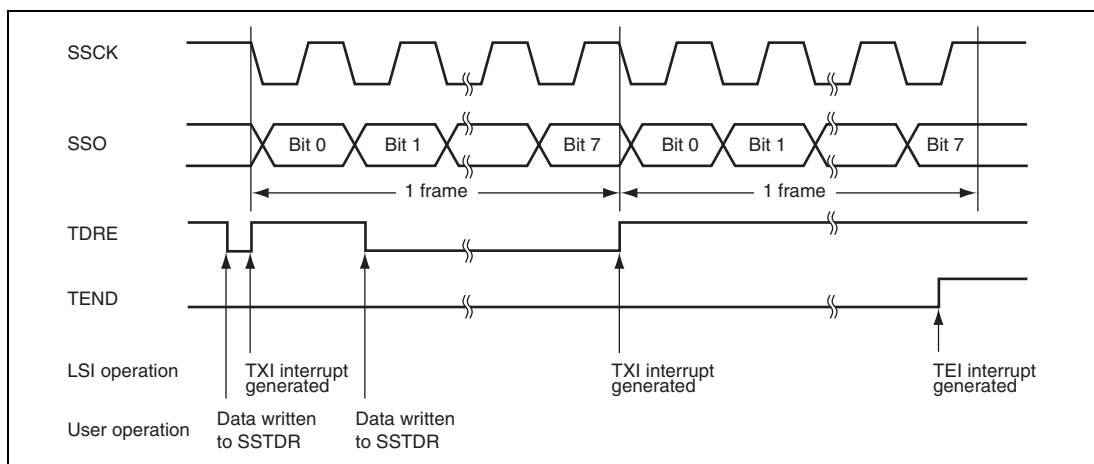 SSCK
SSO
Bit 0
Bit 1
Bit 7
Bit 0
Bit 1
Bit 7
1 frame
1 frame
TDRE
TEND
LSI operation
TXI interrupt
generated
TXI interrupt
generated
TEI interrupt
generated
User operation
Data written
to SSTDR
Data written
to SSTDR